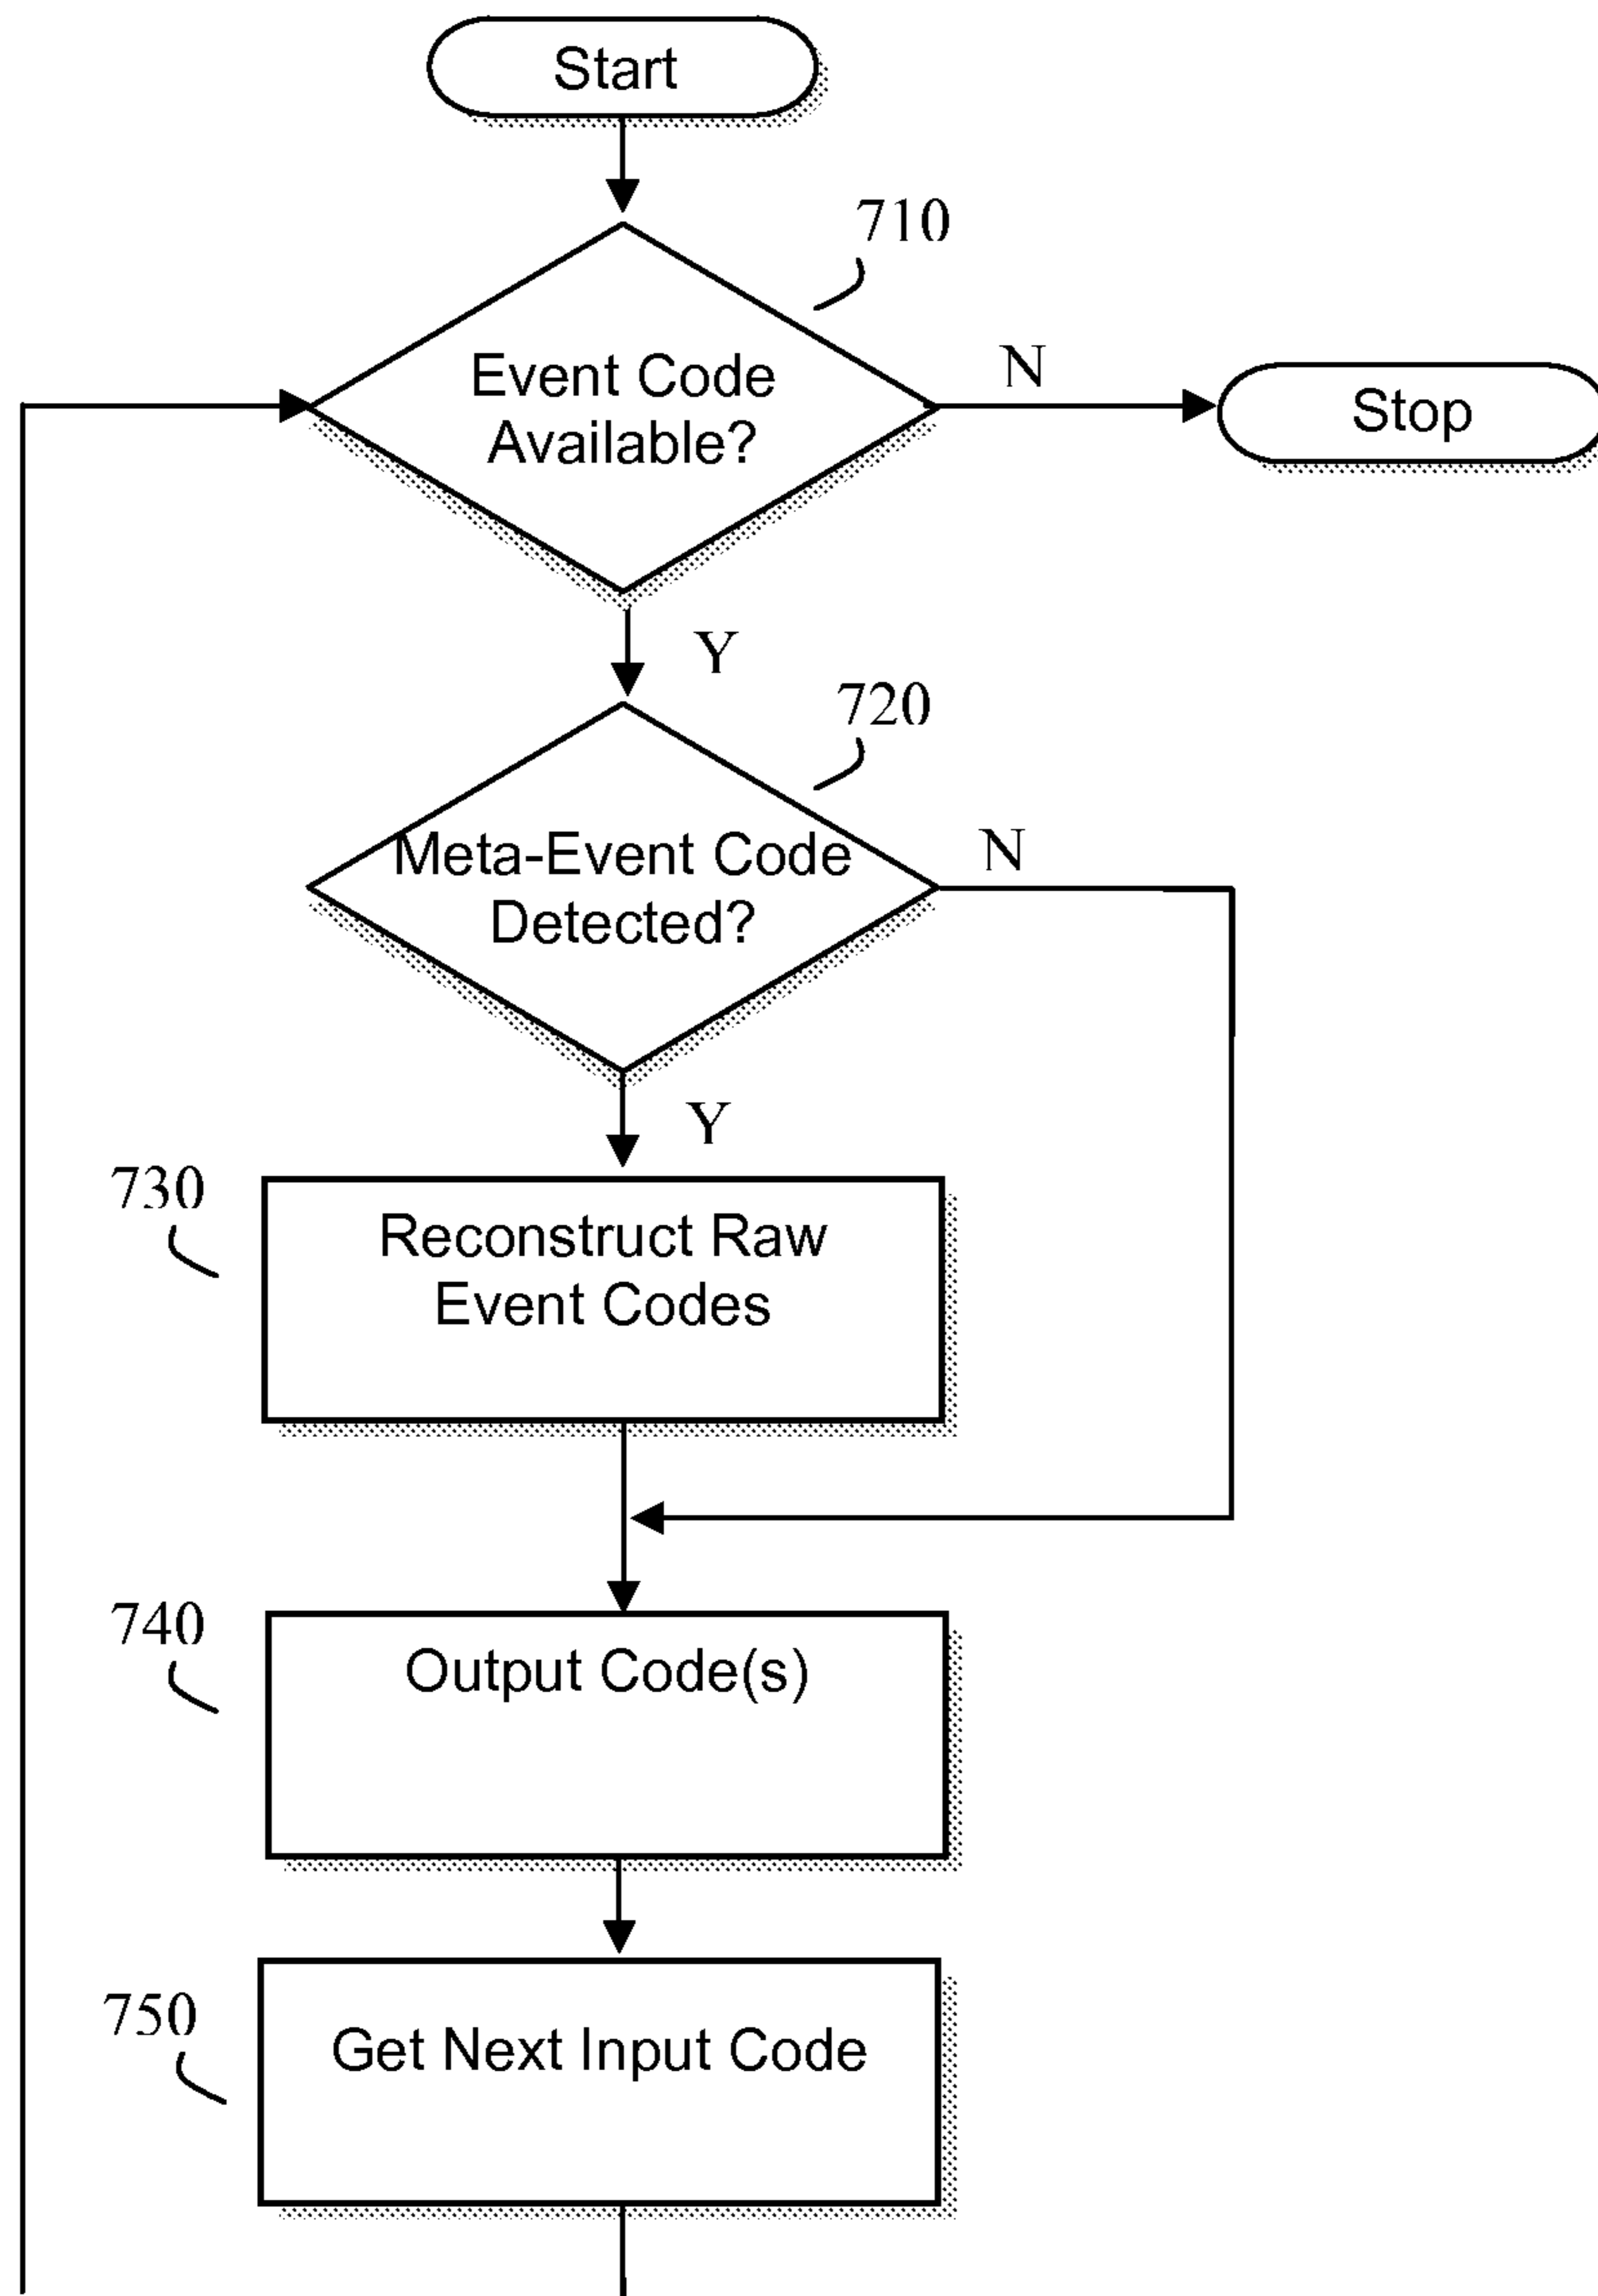 Start
710
Event Code
Available?
N
Stop
Y
720
Meta-Event Code
Detected?
N
Y
730
Reconstruct Raw
Event Codes
740
Output Code(s)
750
Get Next Input Code